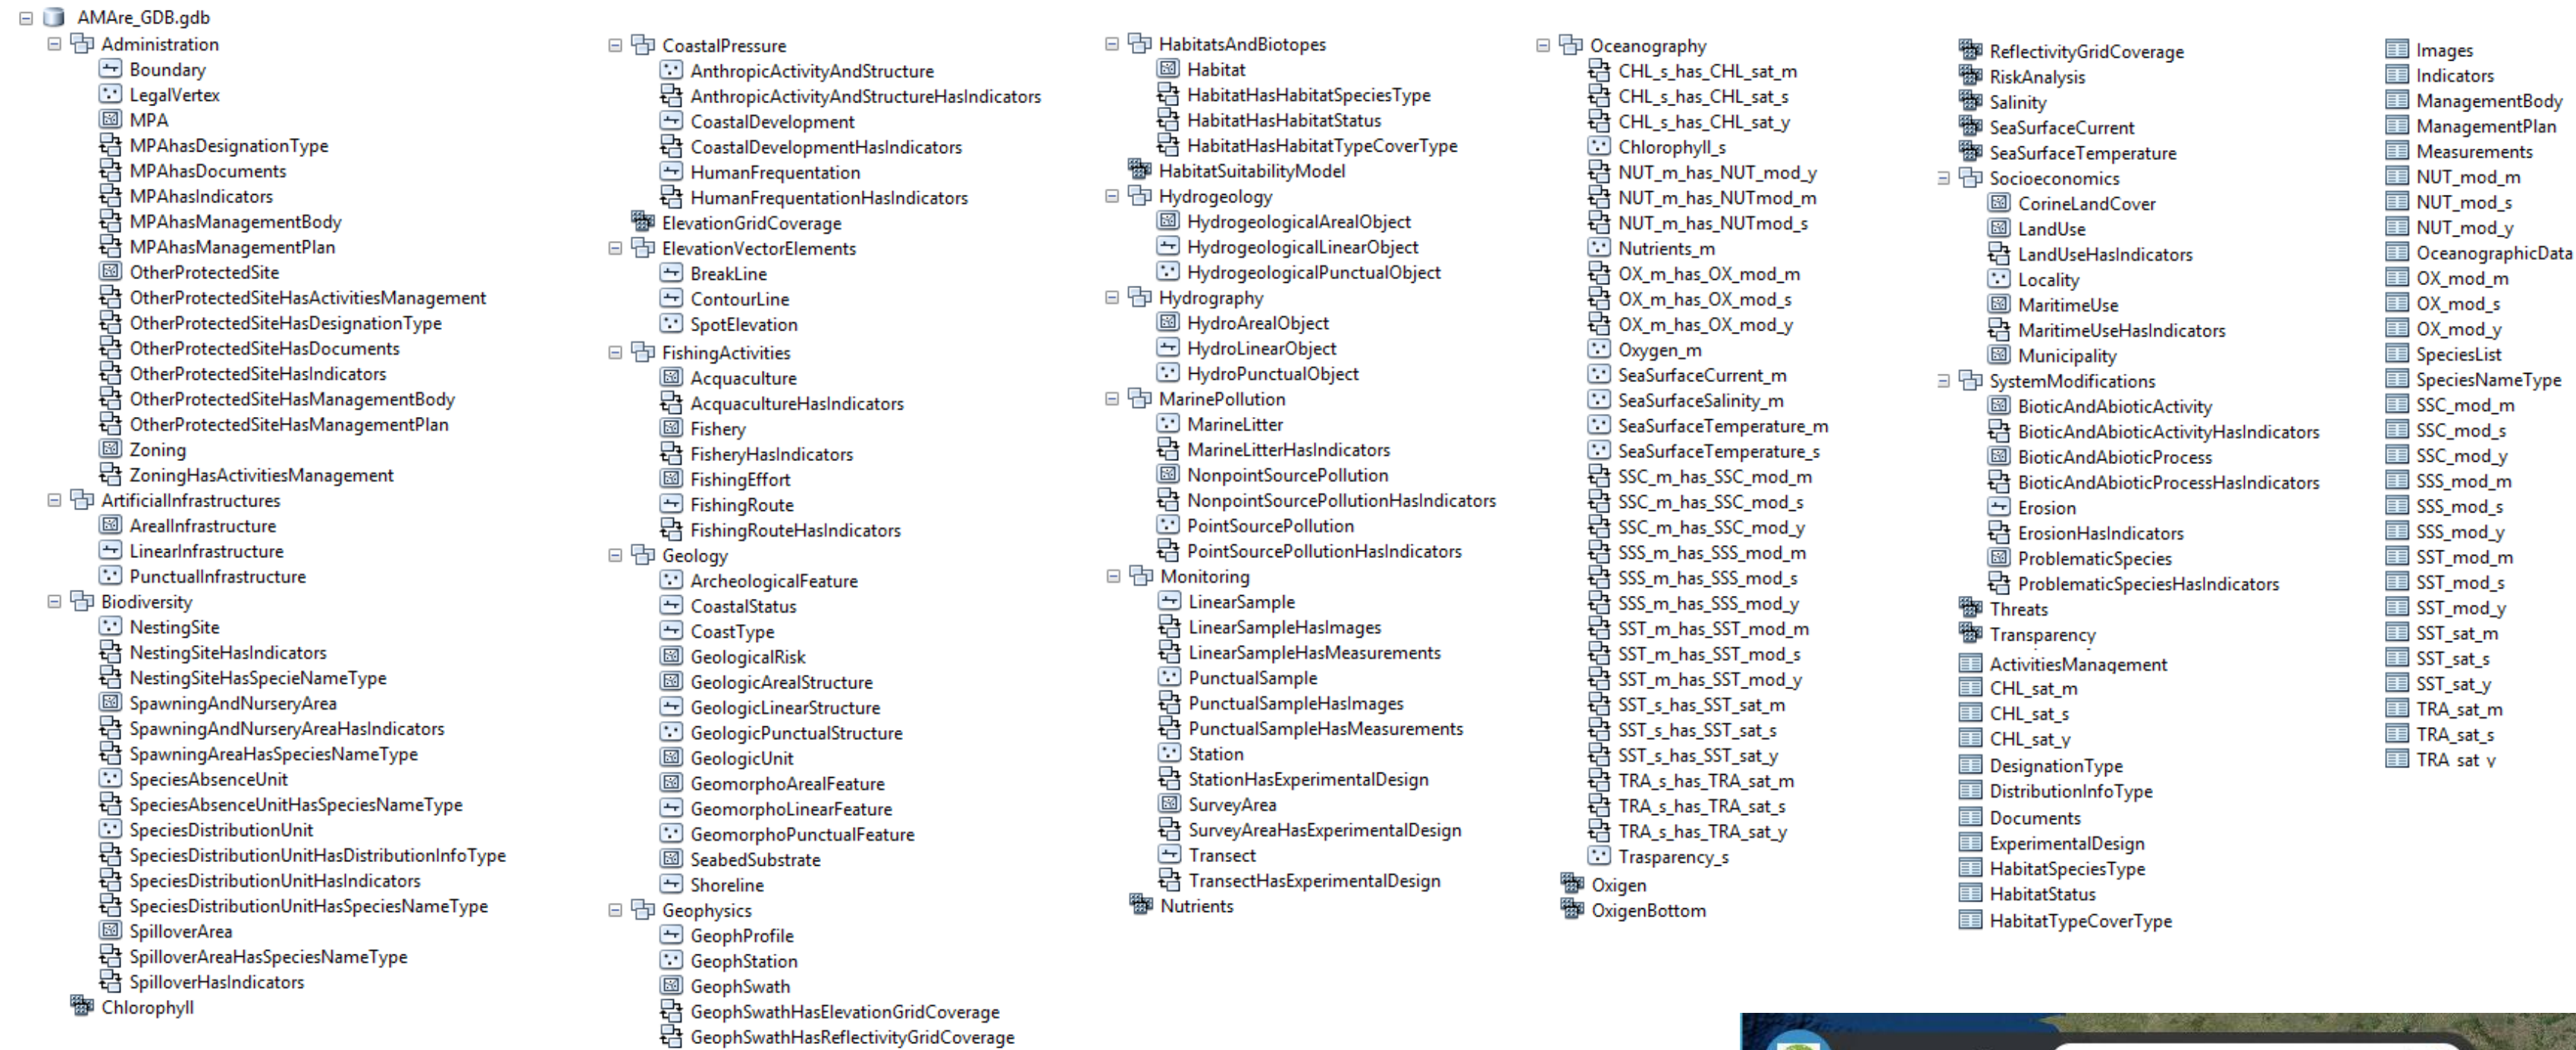 AMAre_GDB.gdb
Administration
Boundary
LegalVertex
MPA
MPAhasDesignationType
MPAhasDocuments
MPAhasIndicators
MPAhasManagementBody
MPAhasManagementPlan
OtherProtectedSite
OtherProtectedSiteHasActivitiesManagement
OtherProtectedSiteHasDesignationType
OtherProtectedSiteHasDocuments
OtherProtectedSiteHasIndicators
OtherProtectedSiteHasManagementBody
OtherProtectedSiteHasManagementPlan
Zoning
ZoningHasActivitiesManagement
ArtificialInfrastructures
ArealInfrastructure
LinearInfrastructure
PunctualInfrastructure
Biodiversity
NestingSite
NestingSiteHasIndicators
NestingSiteHasSpecieNameType
SpawningAndNurseryArea
SpawningAndNurseryAreaHasIndicators
SpawningAreaHasSpeciesNameType
SpeciesAbsenceUnit
SpeciesAbsenceUnitHasSpeciesNameType
SpeciesDistributionUnit
SpeciesDistributionUnitHasDistributionInfoType
SpeciesDistributionUnitHasIndicators
SpeciesDistributionUnitHasSpeciesNameType
SpilloverArea
SpilloverAreaHasSpeciesNameType
SpilloverHasIndicators
Chlorophyll
CoastalPressure
AnthropicActivityAndStructure
AnthropicActivityAndStructureHasIndicators
CoastalDevelopment
CoastalDevelopmentHasIndicators
HumanFrequentation
HumanFrequentationHasIndicators
ElevationGridCoverage
ElevationVectorElements
BreakLine
ContourLine
SpotElevation
FishingActivities
Acquaculture
AcquacultureHasIndicators
Fishery
FisheryHasIndicators
FishingEffort
FishingRoute
FishingRouteHasIndicators
Geology
ArcheologicalFeature
CoastalStatus
CoastType
GeologicalRisk
GeologicArealStructure
GeologicLinearStructure
GeologicPunctualStructure
GeologicUnit
GeomorphoArealFeature
GeomorphoLinearFeature
GeomorphoPunctualFeature
SeabedSubstrate
Shoreline
Geophysics
GeophProfile
GeophStation
GeophSwath
GeophSwathHasElevationGridCoverage
GeophSwathHasReflectivityGridCoverage
HabitatsAndBiotopes
Habitat
HabitatHasHabitatSpeciesType
HabitatHasHabitatStatus
HabitatHasHabitatTypeCoverType
HabitatSuitabilityModel
Hydrogeology
HydrogeologicalArealObject
HydrogeologicalLinearObject
HydrogeologicalPunctualObject
Hydrography
HydroArealObject
HydroLinearObject
HydroPunctualObject
MarinePollution
MarineLitter
MarineLitterHasIndicators
NonpointSourcePollution
NonpointSourcePollutionHasIndicators
PointSourcePollution
PointSourcePollutionHasIndicators
Monitoring
LinearSample
LinearSampleHasImages
LinearSampleHasMeasurements
PunctualSample
PunctualSampleHasImages
PunctualSampleHasMeasurements
Station
StationHasExperimentalDesign
SurveyArea
SurveyAreaHasExperimentalDesign
Transect
TransectHasExperimentalDesign
Nutrients
Oceanography
CHL_s_has_CHL_sat_m
CHL_s_has_CHL_sat_s
CHL_s_has_CHL_sat_y
Chlorophyll_s
NUT_m_has_NUT_mod_y
NUT_m_has_NUTmod_m
NUT_m_has_NUTmod_s
Nutrients_m
OX_m_has_OX_mod_m
OX_m_has_OX_mod_s
OX_m_has_OX_mod_y
Oxygen_m
SeaSurfaceCurrent_m
SeaSurfaceSalinity_m
SeaSurfaceTemperature_m
SeaSurfaceTemperature_s
SSC_m_has_SSC_mod_m
SSC_m_has_SSC_mod_s
SSC_m_has_SSC_mod_y
SSS_m_has_SSS_mod_m
SSS_m_has_SSS_mod_s
SSS_m_has_SSS_mod_y
SST_m_has_SST_mod_m
SST_m_has_SST_mod_s
SST_m_has_SST_mod_y
SST_s_has_SST_sat_m
SST_s_has_SST_sat_s
SST_s_has_SST_sat_y
TRA_s_has_TRA_sat_m
TRA_s_has_TRA_sat_s
TRA_s_has_TRA_sat_y
Trasparency_s
Oxigen
OxigenBottom
ReflectivityGridCoverage
RiskAnalysis
Salinity
SeaSurfaceCurrent
SeaSurfaceTemperature
Socioeconomics
CorineLandCover
LandUse
LandUseHasIndicators
Locality
MaritimeUse
MaritimeUseHasIndicators
Municipality
SystemModifications
BioticAndAbioticActivity
BioticAndAbioticActivityHasIndicators
BioticAndAbioticProcess
BioticAndAbioticProcessHasIndicators
Erosion
ErosionHasIndicators
ProblematicSpecies
ProblematicSpeciesHasIndicators
Threats
Transparency
ActivitiesManagement
CHL_sat_m
CHL_sat_s
CHL_sat_y
DesignationType
DistributionInfoType
Documents
ExperimentalDesign
HabitatSpeciesType
HabitatStatus
HabitatTypeCoverType
Images
Indicators
ManagementBody
ManagementPlan
Measurements
NUT_mod_m
NUT_mod_s
NUT_mod_y
OceanographicData
OX_mod_m
OX_mod_s
OX_mod_y
SpeciesList
SpeciesNameType
SSC_mod_m
SSC_mod_s
SSC_mod_y
SSS_mod_m
SSS_mod_s
SSS_mod_y
SST_mod_m
SST_mod_s
SST_mod_y
SST_sat_m
SST_sat_s
SST_sat_y
TRA_sat_m
TRA_sat_s
TRA sat y